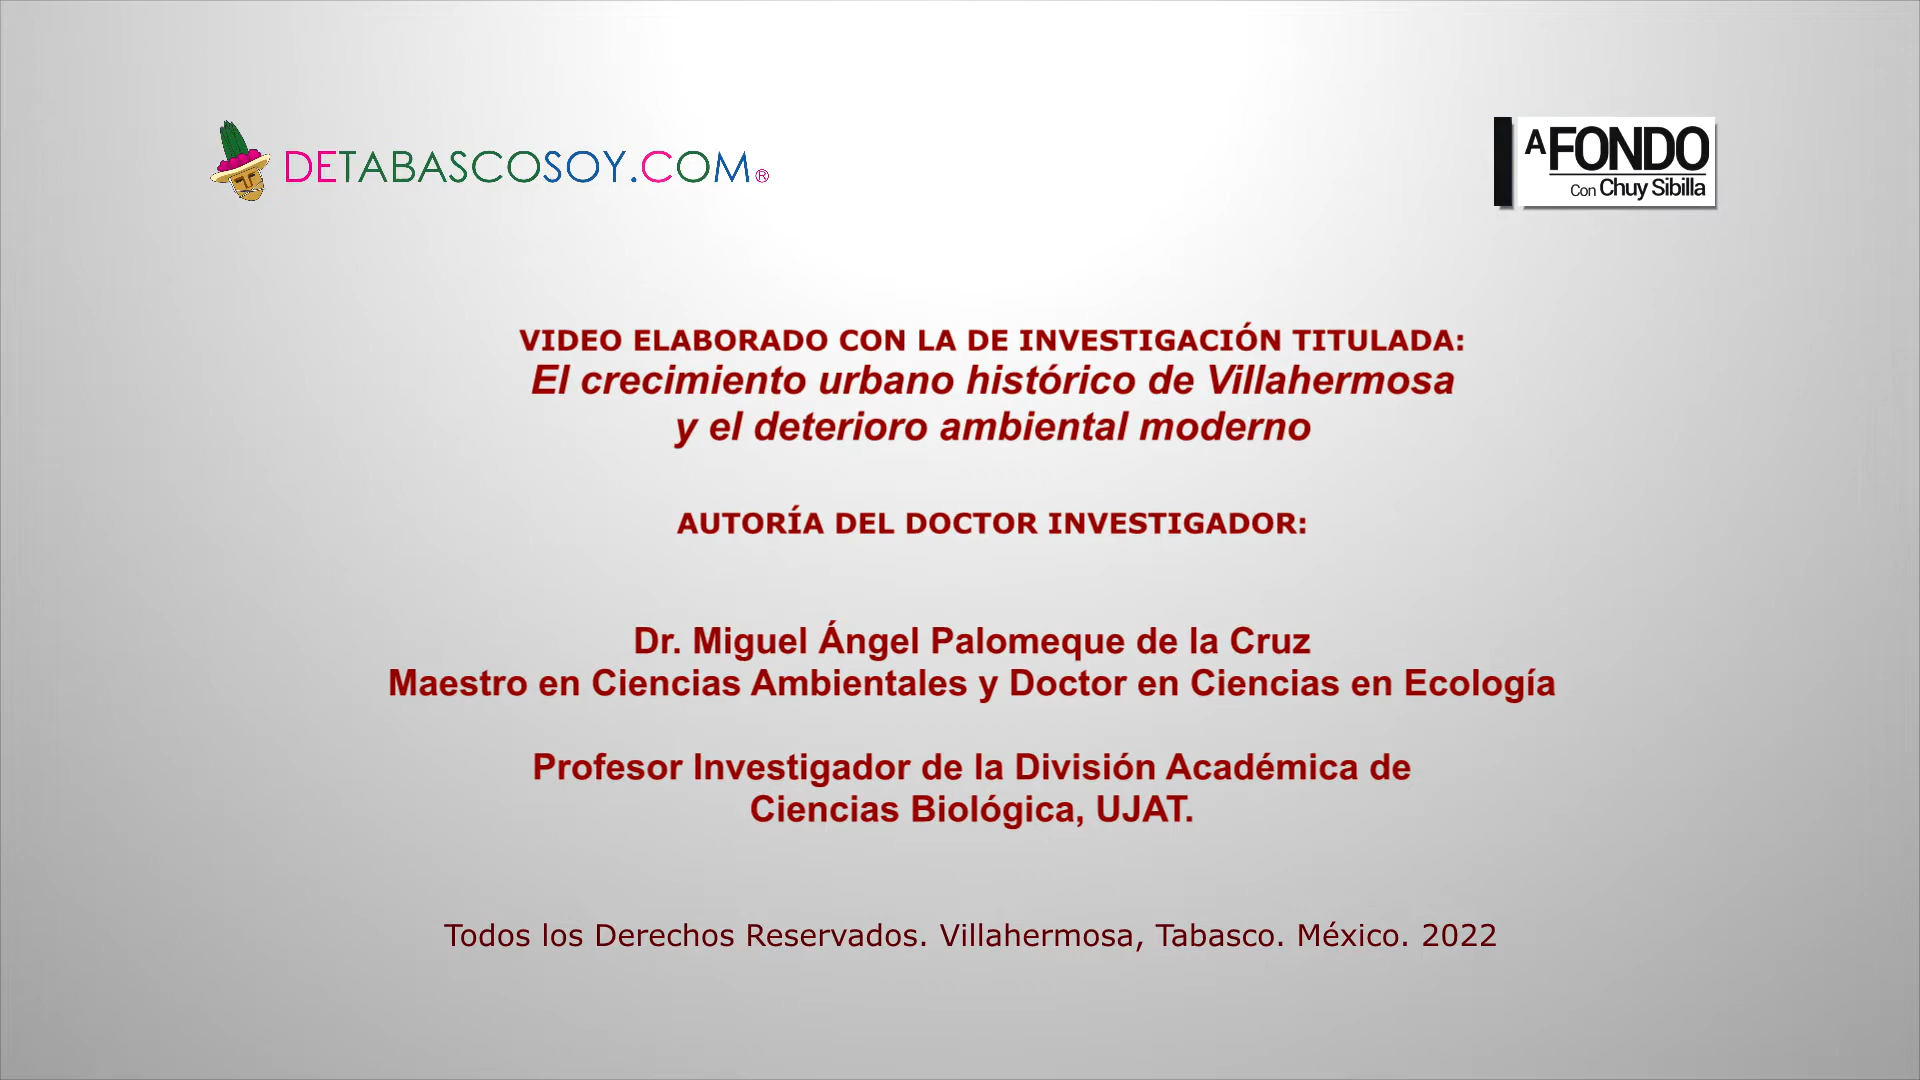 DETABASCOSOY.COM®
A FONDO
Con Chuy Sibilla
VIDEO ELABORADO CON LA DE INVESTIGACIÓN TITULADA:
El crecimiento urbano histórico de Villahermosa
y el deterioro ambiental moderno
AUTORÍA DEL DOCTOR INVESTIGADOR:
Dr. Miguel Ángel Palomeque de la Cruz
Maestro en Ciencias Ambientales y Doctor en Ciencias en Ecología
Profesor Investigador de la División Académica de
Ciencias Biológica, UJAT.
Todos los Derechos Reservados. Villahermosa, Tabasco. México. 2022